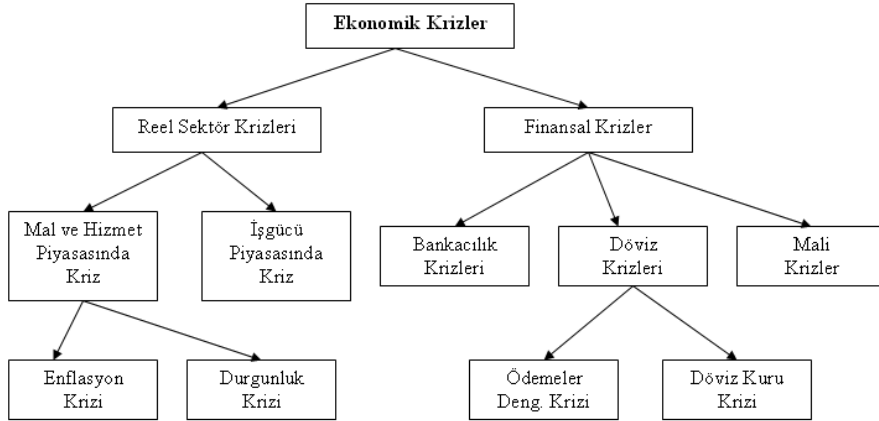 Ekonomik Krizler
Reel Sektör Krizleri
Finansal Krizler
Mal ve Hizmet
Piyasasında
Kriz
İşgücü
Piyasasında
Kriz
Bankacılık
Krizleri
Döviz
Krizleri
Mali
Krizler
Enflasyon
Krizi
Durgunluk
Krizi
Ödemeler
Deng. Krizi
Döviz Kuru
Krizi